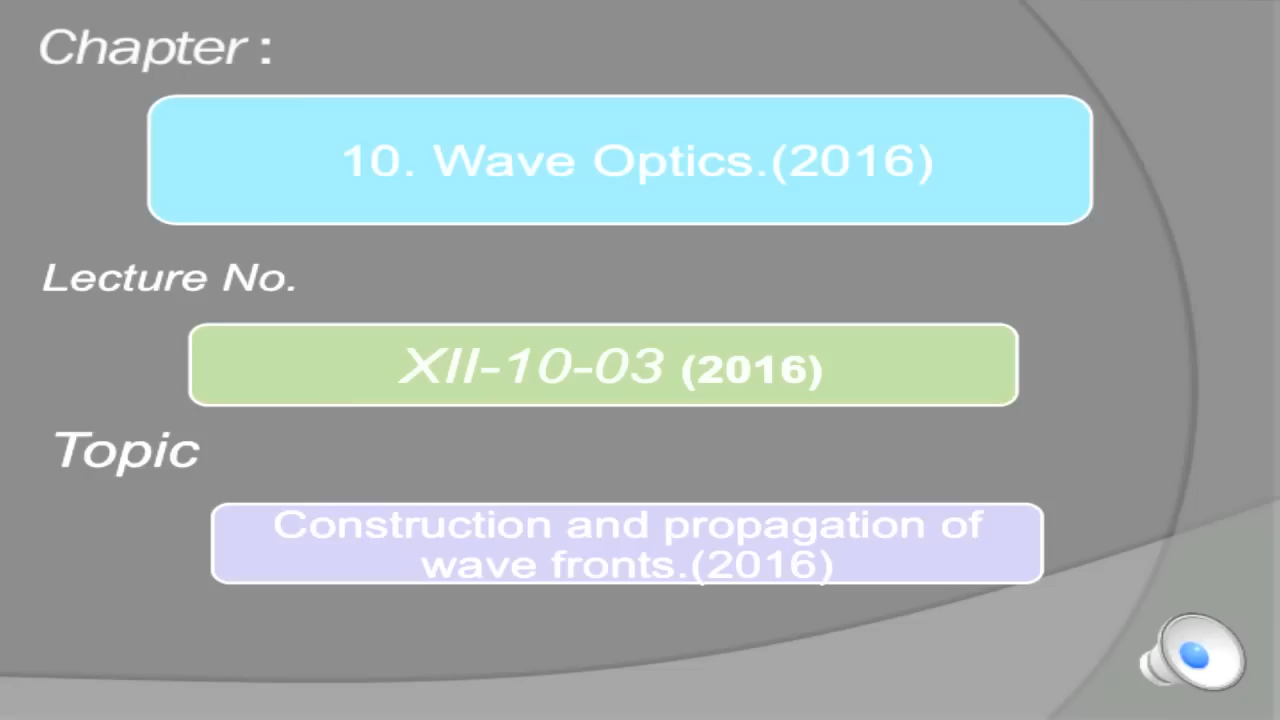 Chapter :
10. Wave Optics.(2016)
Lecture No.
XII-10-03 (2016)
Topic
Construction and propagation of
wave fronts.(2016)